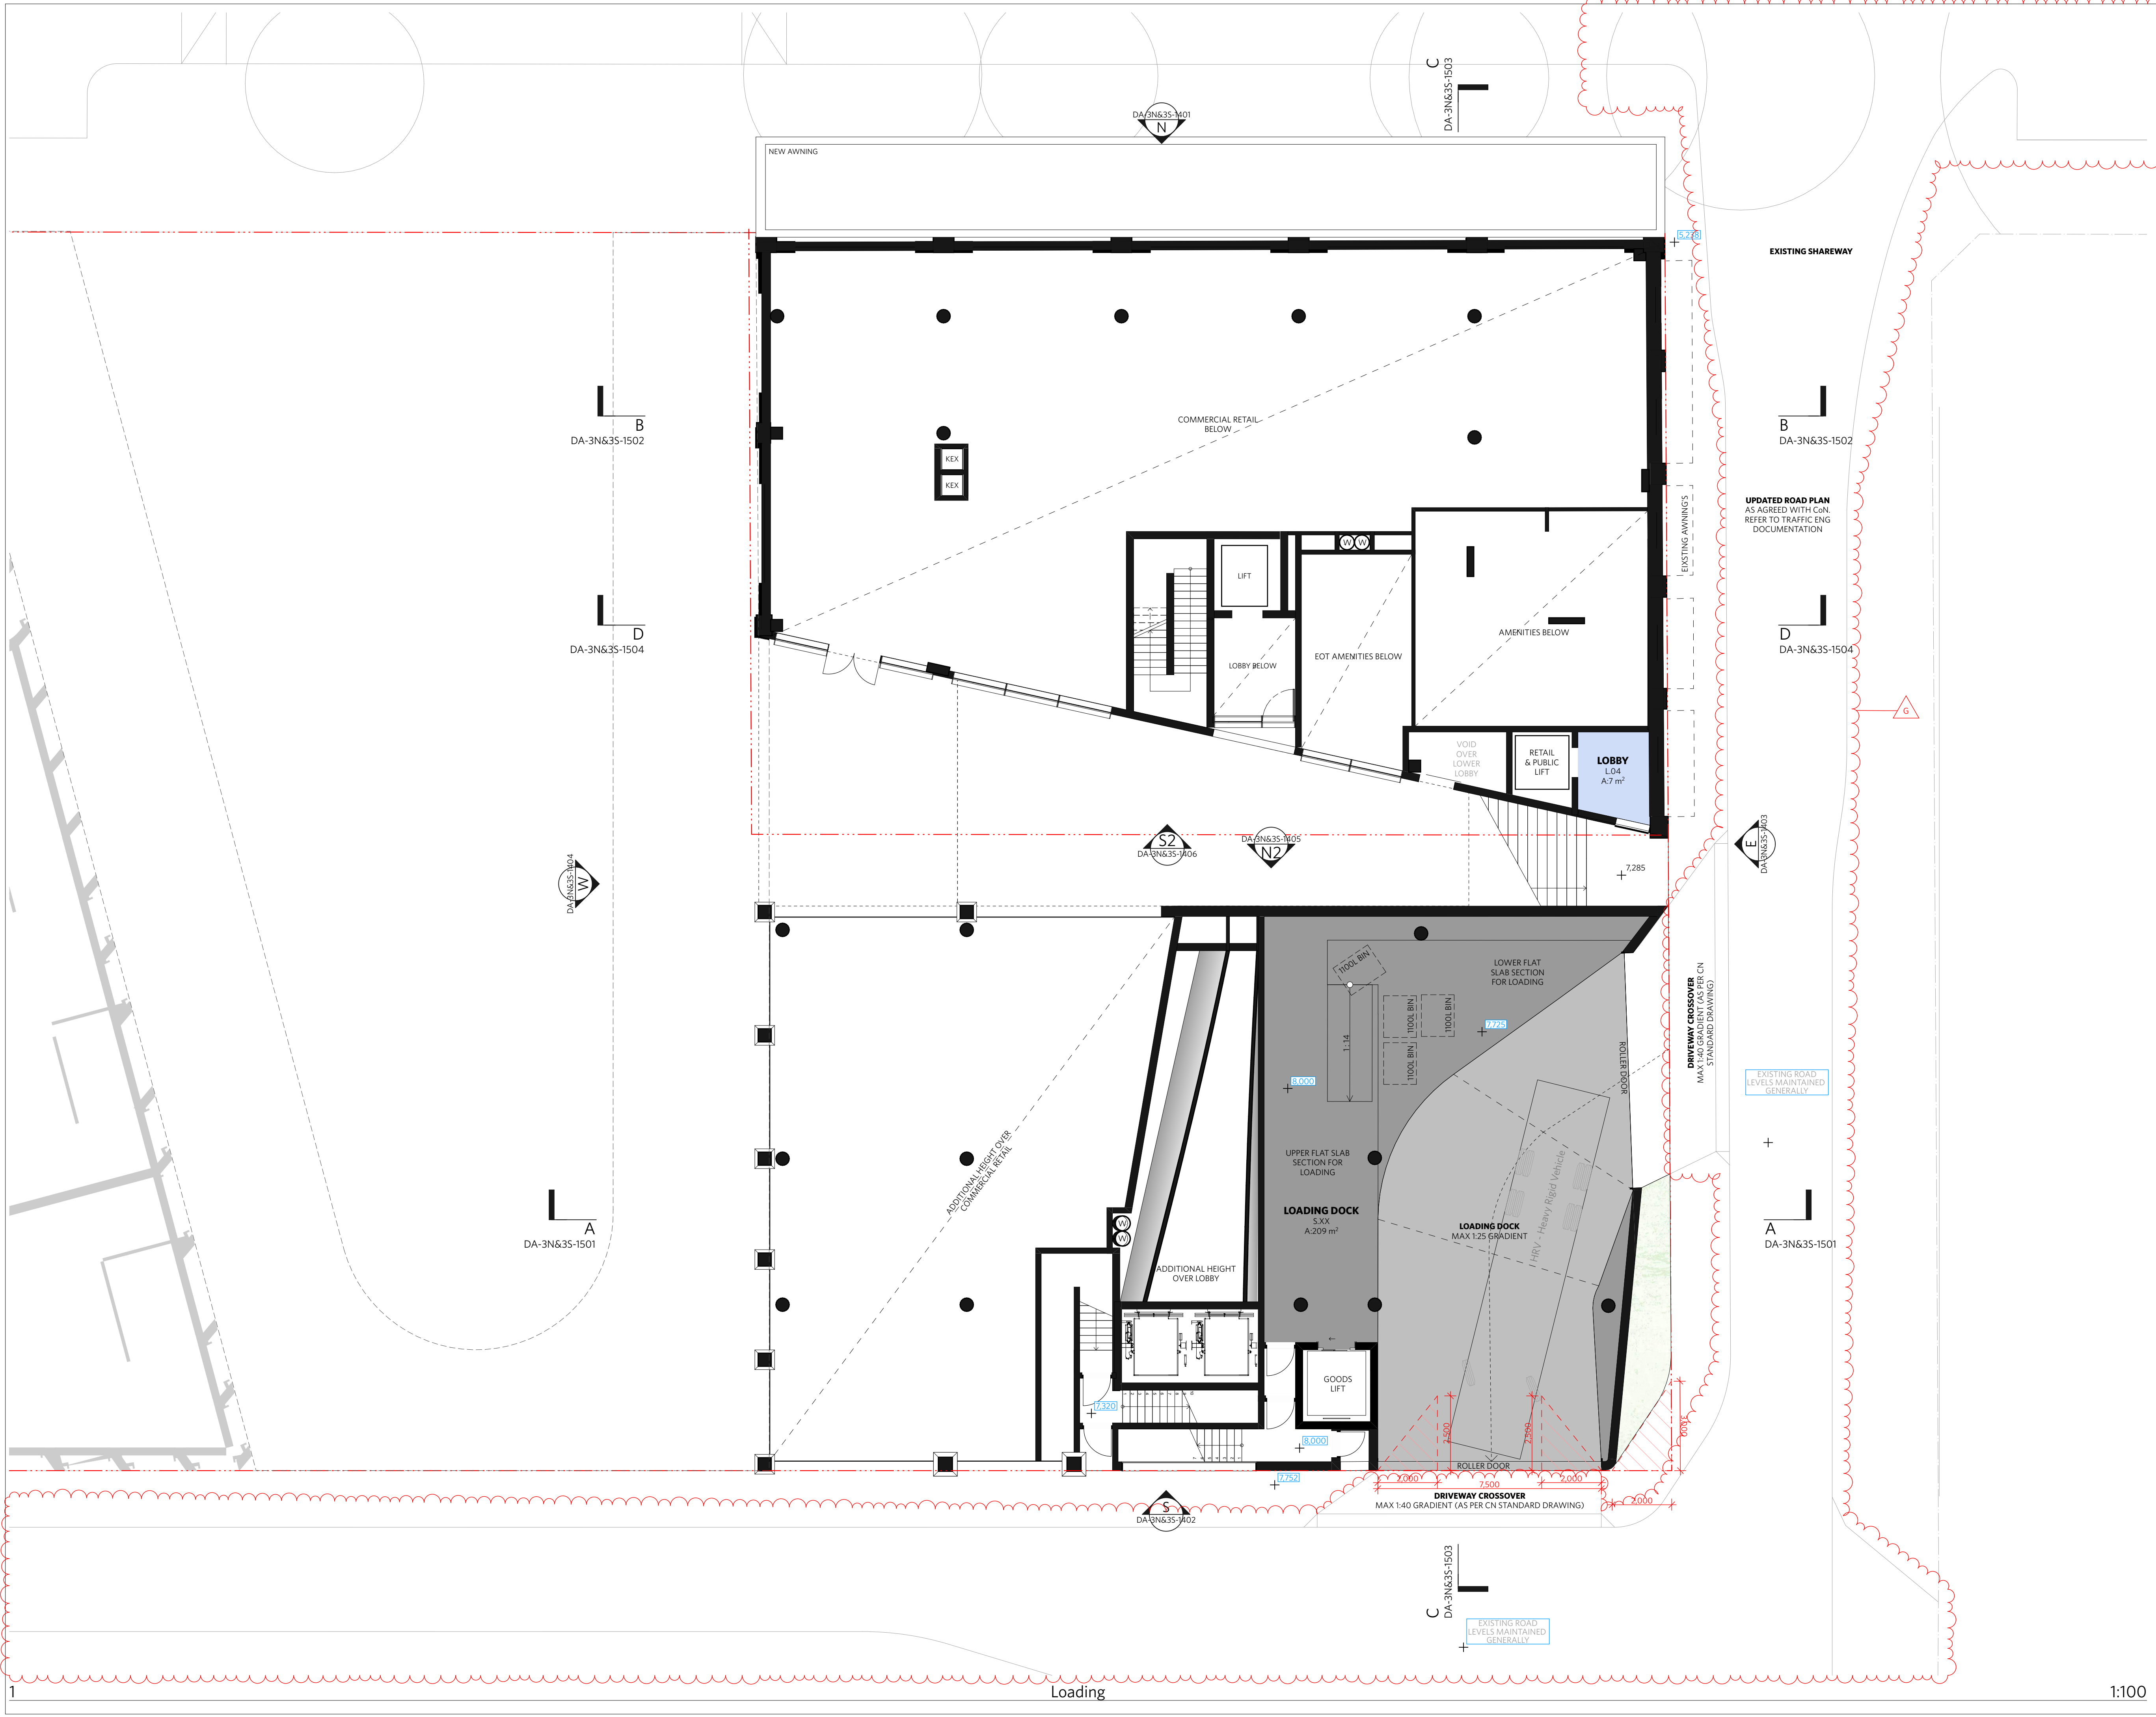 C
DA-3N&3S-1503
DA-3N&3S-1401
N
NEW AWNING
5,238
EXISTING SHAREWAY
COMMERCIAL RETAIL
BELOW
B
DA-3N&3S-1502
B
DA-3N&3S-1502
KEX
KEX
UPDATED ROAD PLAN
AS AGREED WITH CoN.
REFER TO TRAFFIC ENG
DOCUMENTATION
EIXSTING AWNING'S
W W
LIFT
D
DA-3N&3S-1504
D
DA-3N&3S-1504
AMENITIES BELOW
EOT AMENITIES BELOW
LOBBY BELOW
G
VOID
OVER
LOWER
LOBBY
RETAIL
& PUBLIC
LIFT
LOBBY
L.04
A:7 m²
S2
DA-3N&3S-1406
DA-3N&3S-1405
N2
E
DA-3N&3S-1403
DA-3N&3S-1404
W
7,285
1100L BIN
LOWER FLAT
SLAB SECTION
FOR LOADING
1100L BIN
1100L BIN
1100L BIN
7,725
1:14
8,000
ROLLER DOOR
DRIVEWAY CROSSOVER
MAX 1:40 GRADIENT (AS PER CN
STANDARD DRAWING)
EXISTING ROAD
LEVELS MAINTAINED
GENERALLY
ADDITIONAL HEIGHT OVER
COMMERCIAL RETAIL
UPPER FLAT SLAB
SECTION FOR
LOADING
LOADING DOCK
S.XX
A:209 m²
LOADING DOCK
MAX 1:25 GRADIENT
HRV - Heavy Rigid Vehicle
A
DA-3N&3S-1501
A
DA-3N&3S-1501
W
W
ADDITIONAL HEIGHT
OVER LOBBY
GOODS
LIFT
7,320
8,000
7,752
2,500
2,500
3,000
ROLLER DOOR
2,000
7,500
2,000
2,000
DRIVEWAY CROSSOVER
MAX 1:40 GRADIENT (AS PER CN STANDARD DRAWING)
S
DA-3N&3S-1402
C
DA-3N&3S-1503
EXISTING ROAD
LEVELS MAINTAINED
GENERALLY
1
Loading
1:100